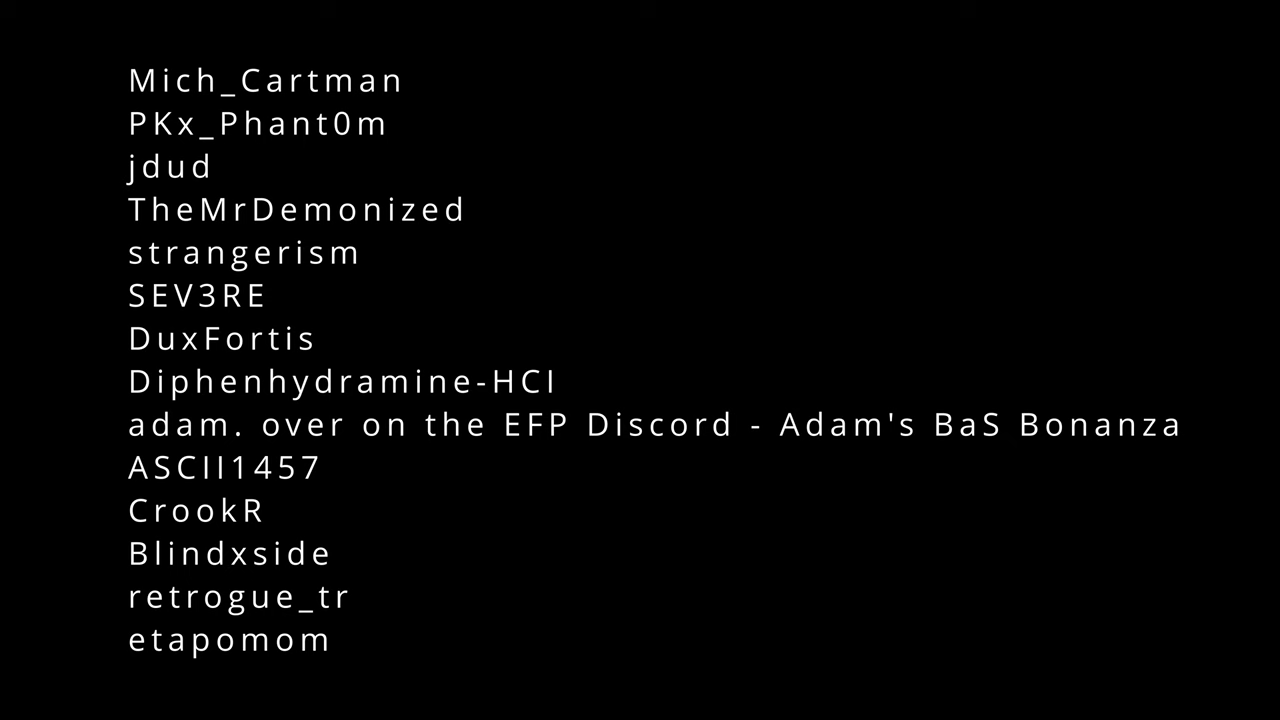 Mich_Cartman
PKx_Phant0m
jdud
TheMrDemonized
strangerism
SEV3RE
DuxFortis
Diphenhydramine-HCI
adam. over on the EFP Discord - Adam's BaS Bonanza
ASCII1457
CrookR
Blindxside
retrogue_tr
etapomom